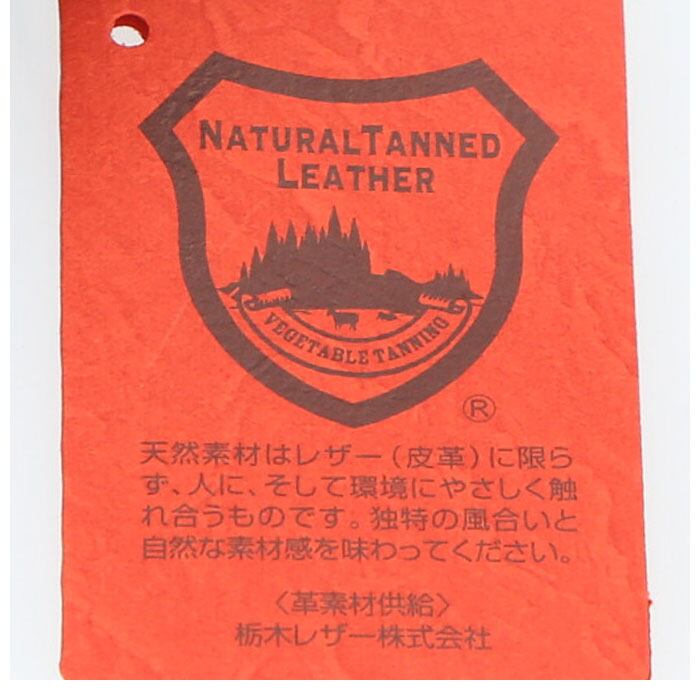 NATURAL TANNED
LEATHER
VEGETABLE TANNING
®
天然素材はレザー(皮革)に限ら
ず、人に、そして環境にやさしく触
れ合うものです。独特の風合いと
自然な素材感を味わってください。
〈革素材供給〉
栃木レザー株式会社